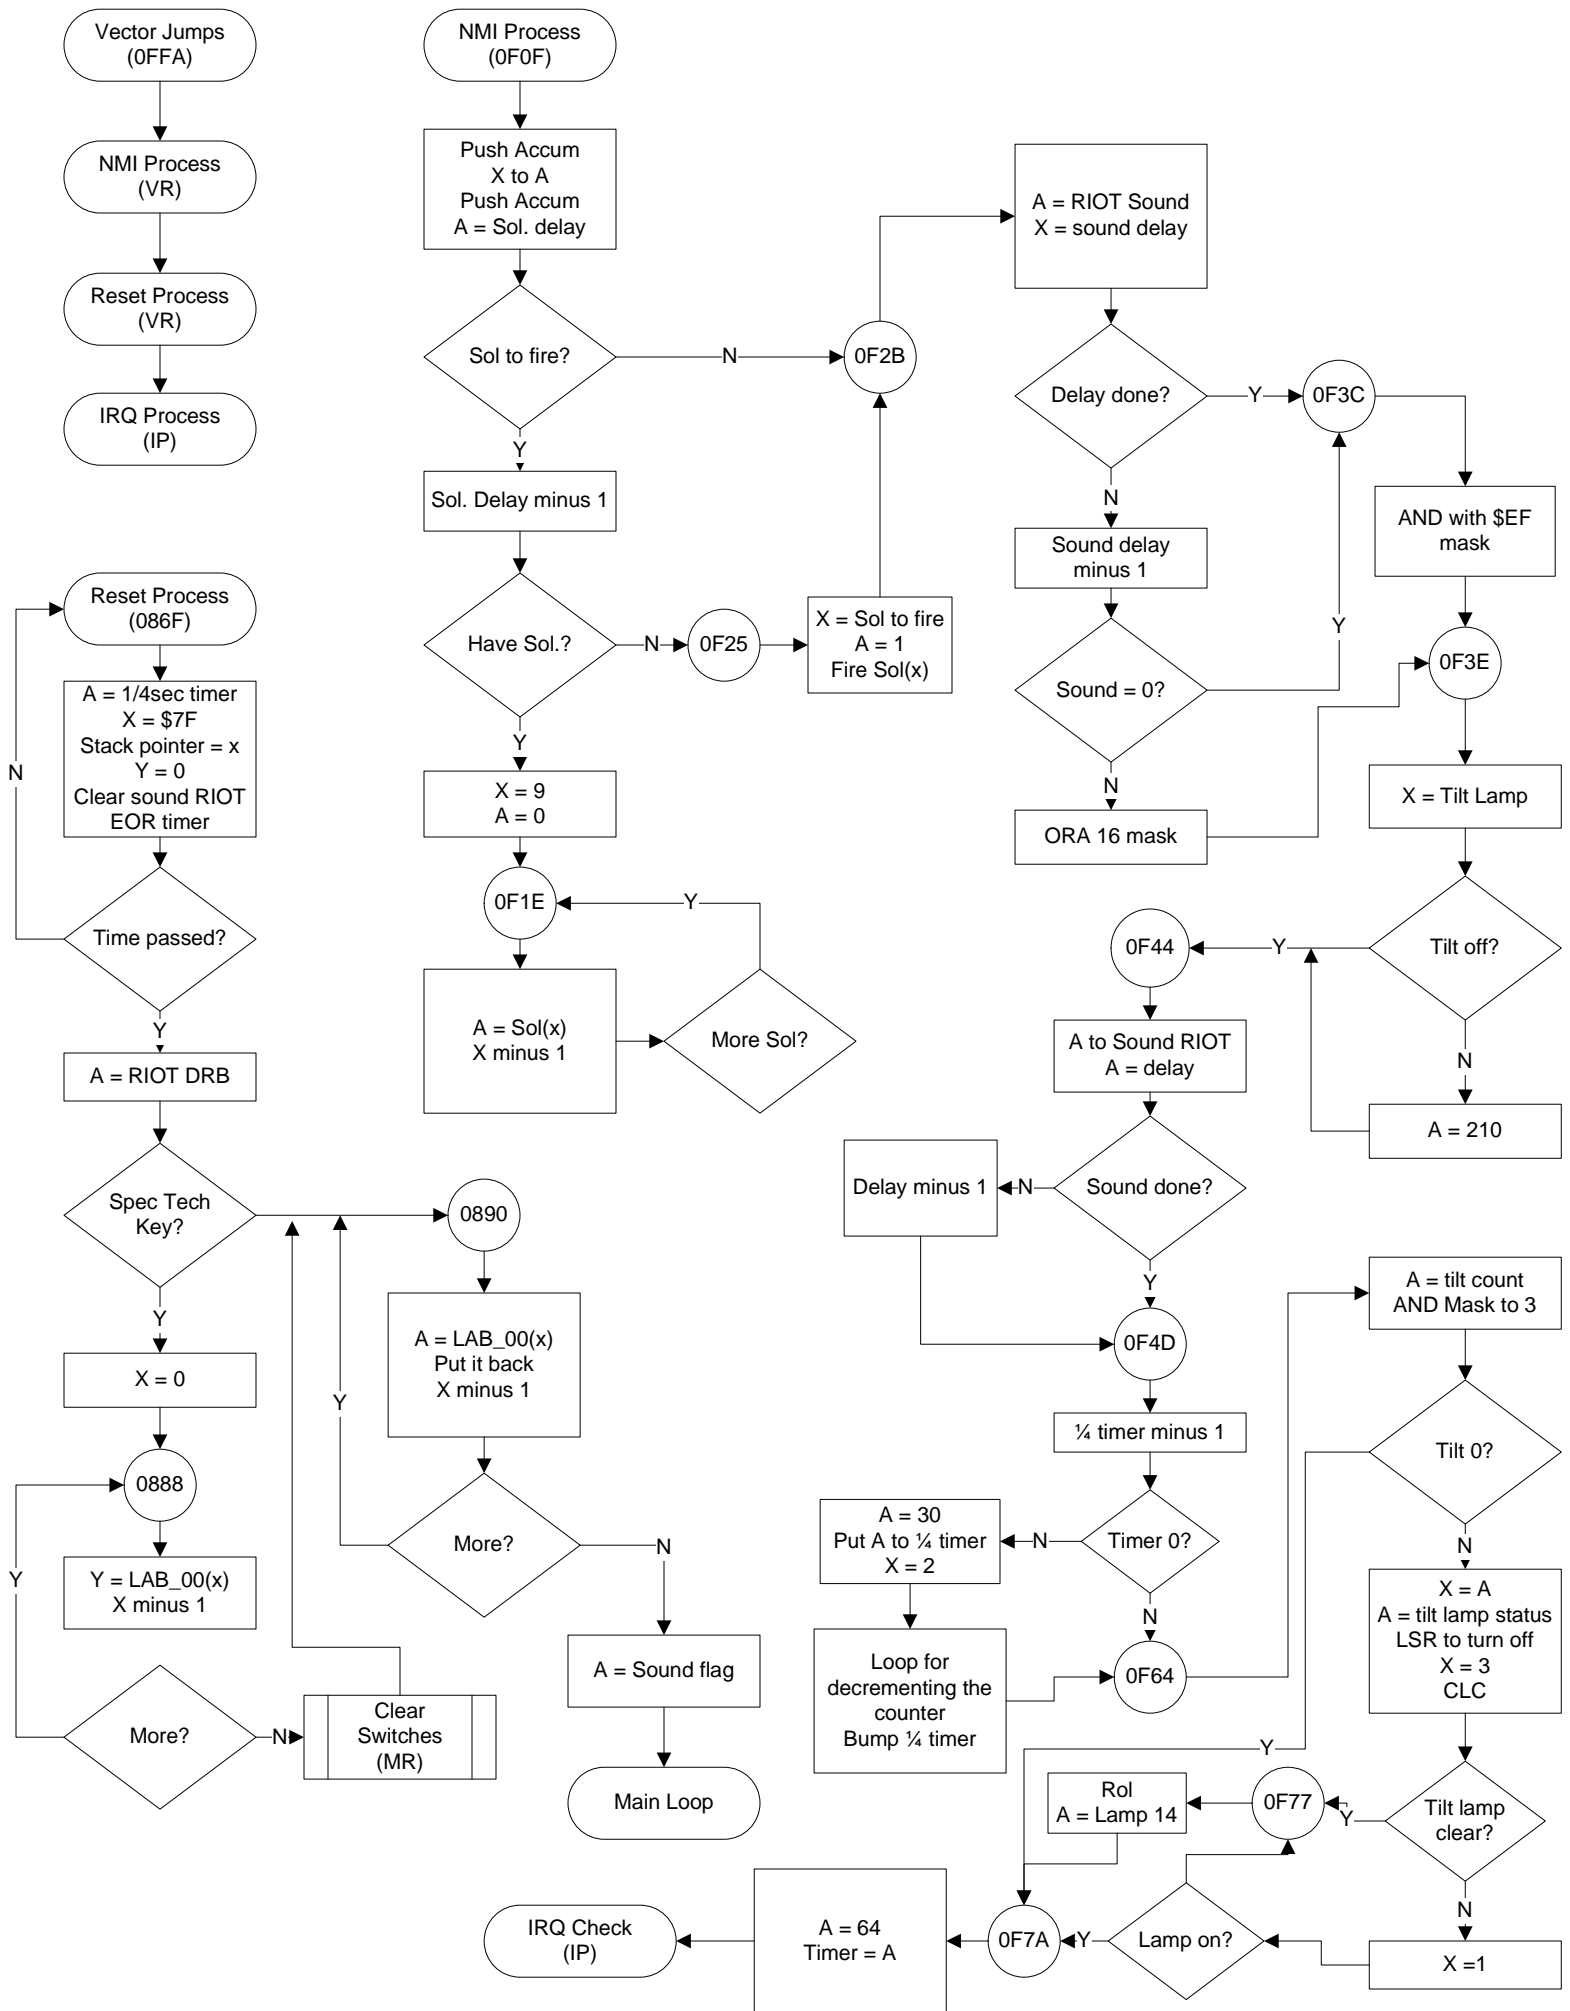 Vector Jumps
(0FFA)
NMI Process
(VR)
Reset Process
(VR)
IRQ Process
(IP)
Reset Process
(086F)
A = 1/4sec timer
X = $7F
Stack pointer = x
Y = 0
Clear sound RIOT
EOR timer
N
Time passed?
Y
A = RIOT DRB
Spec Tech
Key?
Y
X = 0
0888
Y = LAB_00(x)
X minus 1
Y
More?
N
Clear
Switches
(MR)
0890
A = LAB_00(x)
Put it back
X minus 1
Y
More?
N
A = Sound flag
Main Loop
NMI Process
(0F0F)
Push Accum
X to A
Push Accum
A = Sol. delay
Sol to fire?
N
0F2B
Y
Sol. Delay minus 1
Have Sol.?
N
0F25
X = Sol to fire
A = 1
Fire Sol(x)
Y
X = 9
A = 0
0F1E
Y
A = Sol(x)
X minus 1
More Sol?
A = RIOT Sound
X = sound delay
Delay done?
Y
0F3C
N
Sound delay
minus 1
AND with $EF
mask
Sound = 0?
Y
0F3E
N
ORA 16 mask
X = Tilt Lamp
Tilt off?
Y
0F44
N
A = 210
A to Sound RIOT
A = delay
Sound done?
N
Delay minus 1
Y
0F4D
¼ timer minus 1
Timer 0?
N
A = 30
Put A to ¼ timer
X = 2
N
Loop for
decrementing the
counter
Bump ¼ timer
0F64
A = tilt count
AND Mask to 3
Tilt 0?
Y
N
X = A
A = tilt lamp status
LSR to turn off
X = 3
CLC
Tilt lamp
clear?
Y
0F77
Rol
A = Lamp 14
N
X =1
Lamp on?
Y
0F7A
A = 64
Timer = A
IRQ Check
(IP)